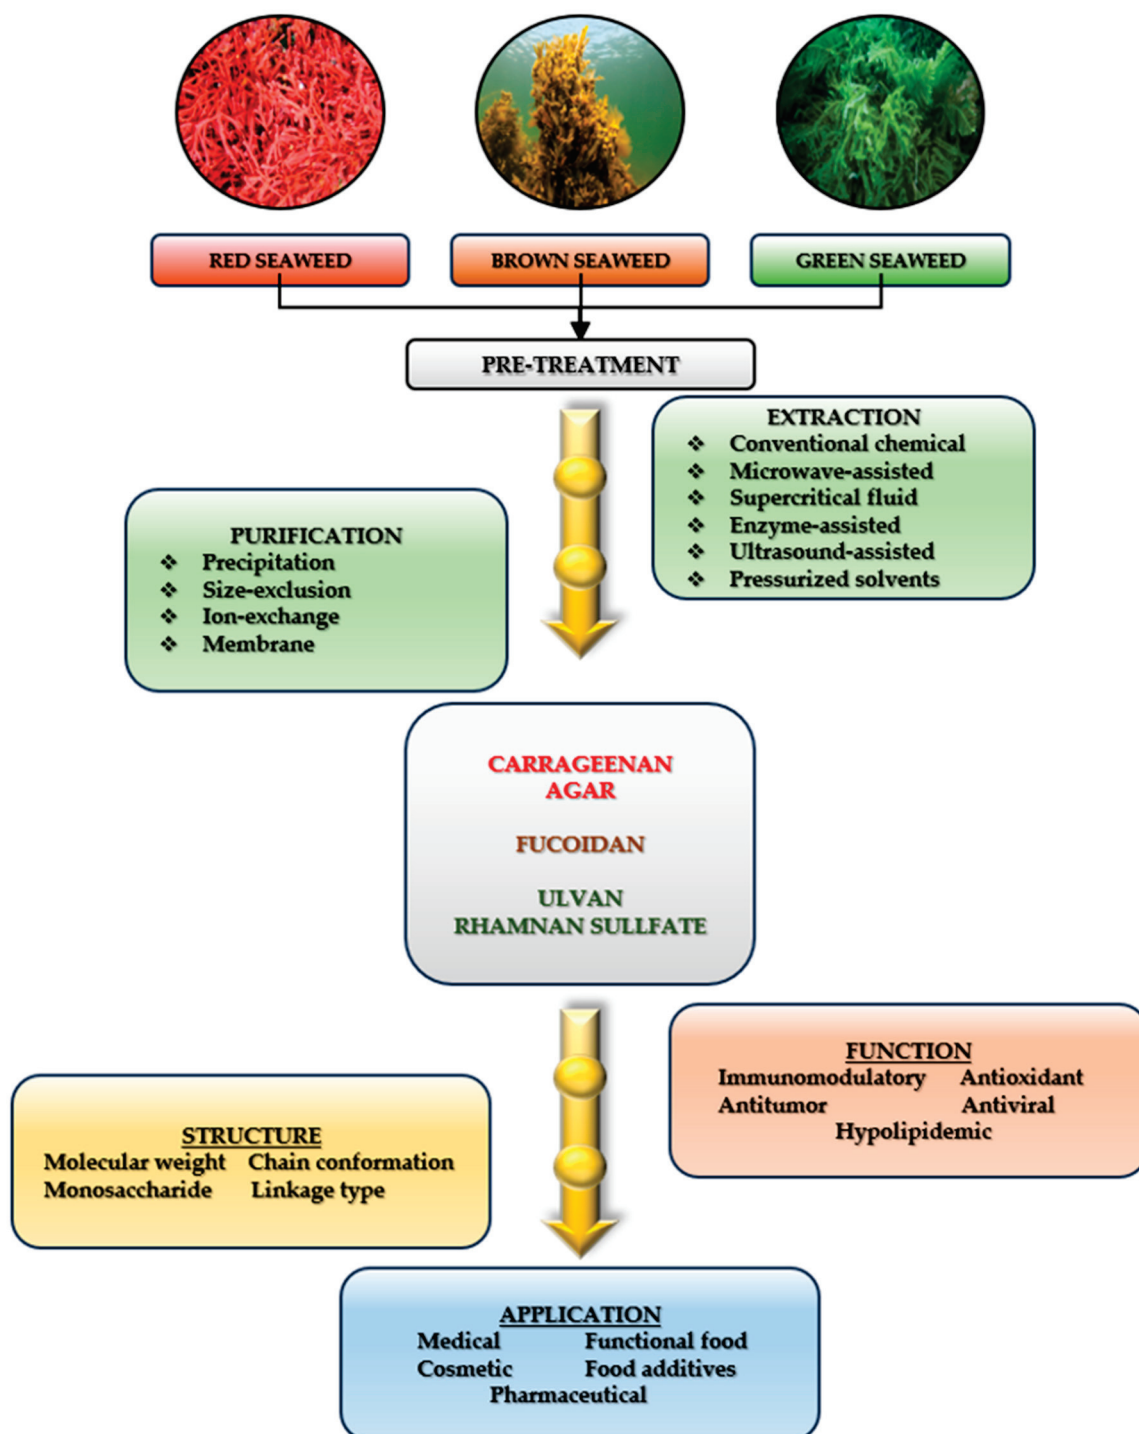 RED SEAWEED
BROWN SEAWEED
GREEN SEAWEED
PRE-TREATMENT
EXTRACTION
❖ Conventional chemical
❖ Microwave-assisted
❖ Supercritical fluid
❖ Enzyme-assisted
❖ Ultrasound-assisted
❖ Pressurized solvents
PURIFICATION
❖ Precipitation
❖ Size-exclusion
❖ Ion-exchange
❖ Membrane
CARRAGEENAN
AGAR
FUCOIDAN
ULVAN
RHAMNAN SULLFATE
FUNCTION
Immunomodulatory Antioxidant
Antitumor Antiviral
Hypolipidemic
STRUCTURE
Molecular weight Chain conformation
Monosaccharide Linkage type
APPLICATION
Medical Functional food
Cosmetic Food additives
Pharmaceutical